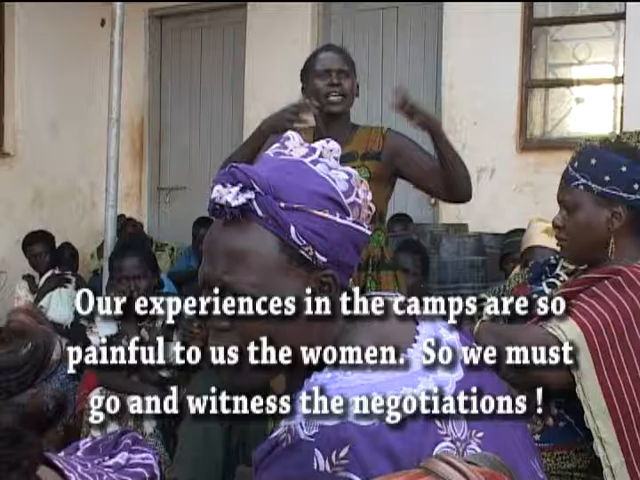 Our experiences in the camps are so
painful to us the women.  So we must
go and witness the negotiations !